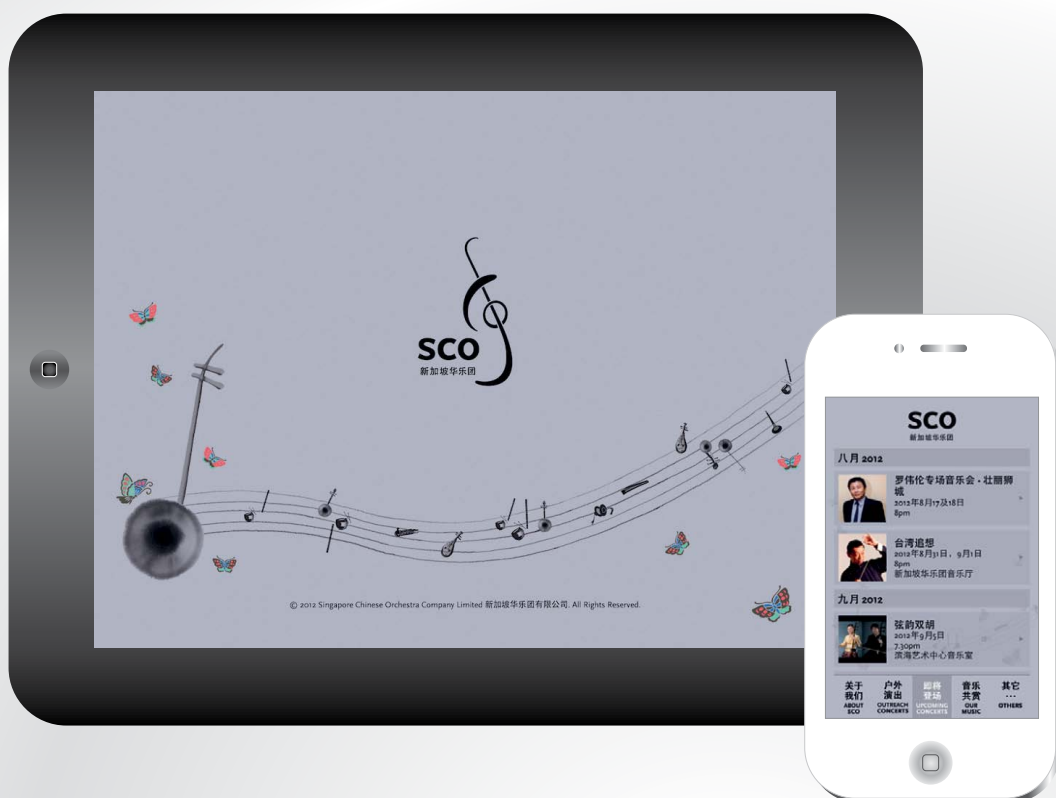 SCO
新加坡华乐团
© 2012 Singapore Chinese Orchestra Company Limited 新加坡华乐团有限公司. All Rights Reserved.
SCO
新加坡华乐团
八月 2012
罗伟伦专场音乐会 - 壮丽狮
城
2012年8月17及18日
8pm
台湾追想
2012年8月31日，9月1日
8pm
新加坡华乐团音乐厅
九月 2012
弦韵双胡
2012年9月5日
7.30pm
滨海艺术中心音乐室
关于
我们
ABOUT
SCO
户外
演出
OUTREACH
CONCERTS
即将
登场
UPCOMING
CONCERTS
音乐
共赏
OUR
MUSIC
其它
...
OTHERS